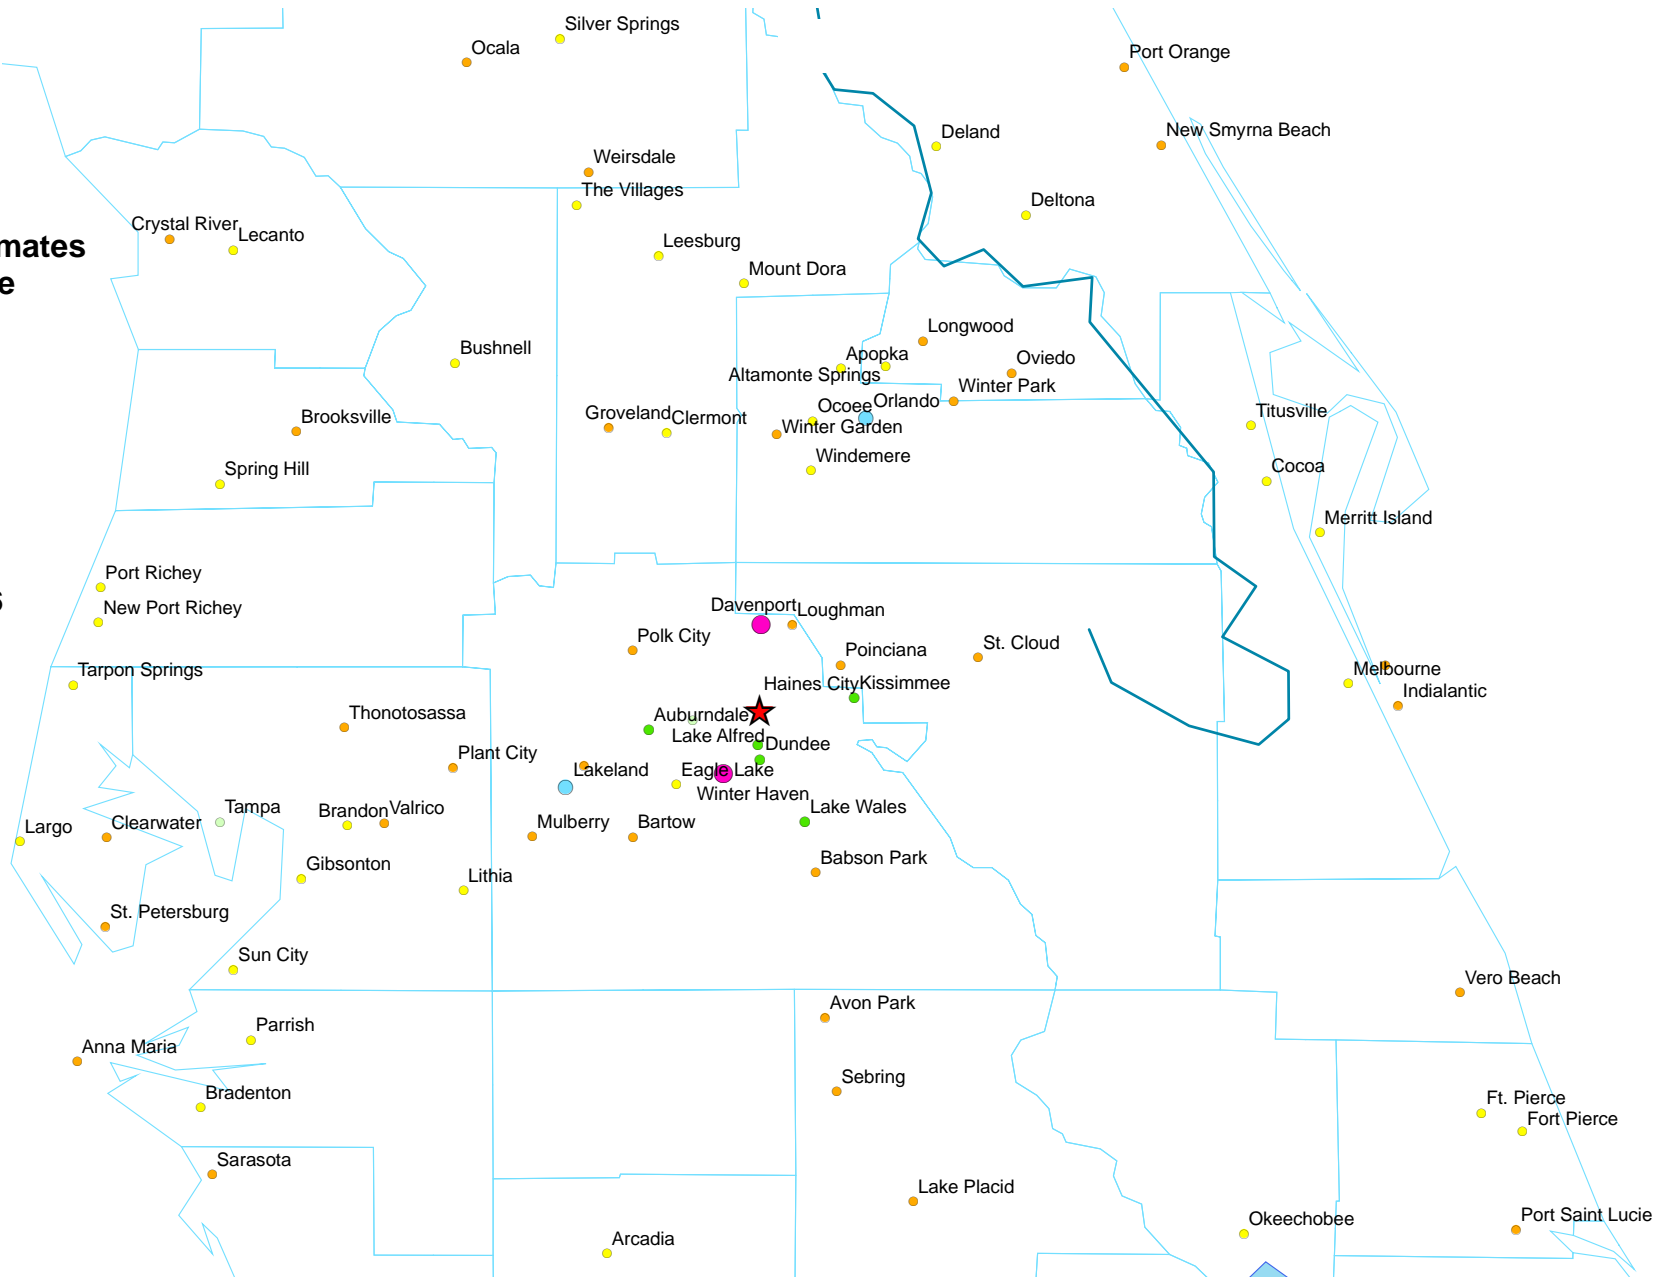 Silver Springs
Ocala
Port Orange
New Smyrna Beach
Deland
Weirsdale
The Villages
Deltona
Crystal River
Lecanto
mates
Leesburg
Mount Dora
e
Longwood
Bushnell
Apopka
Oviedo
Altamonte Springs
Winter Park
Ocoee
Orlando
Groveland
Clermont
Titusville
Brooksville
Winter Garden
Windemere
Spring Hill
Cocoa
Merritt Island
Port Richey
New Port Richey
Davenport
Loughman
Polk City
Poinciana
St. Cloud
Tarpon Springs
Melbourne
Haines City
Kissimmee
Indialantic
Thonotosassa
Auburndale
Lake Alfred
Dundee
Plant City
Lakeland
Eagle Lake
Winter Haven
Tampa
Brandon
Valrico
Lake Wales
Largo
Clearwater
Mulberry
Bartow
Gibsonton
Babson Park
Lithia
St. Petersburg
Sun City
Vero Beach
Avon Park
Parrish
Anna Maria
Sebring
Bradenton
Ft. Pierce
Fort Pierce
Sarasota
Lake Placid
Port Saint Lucie
Okeechobee
Arcadia